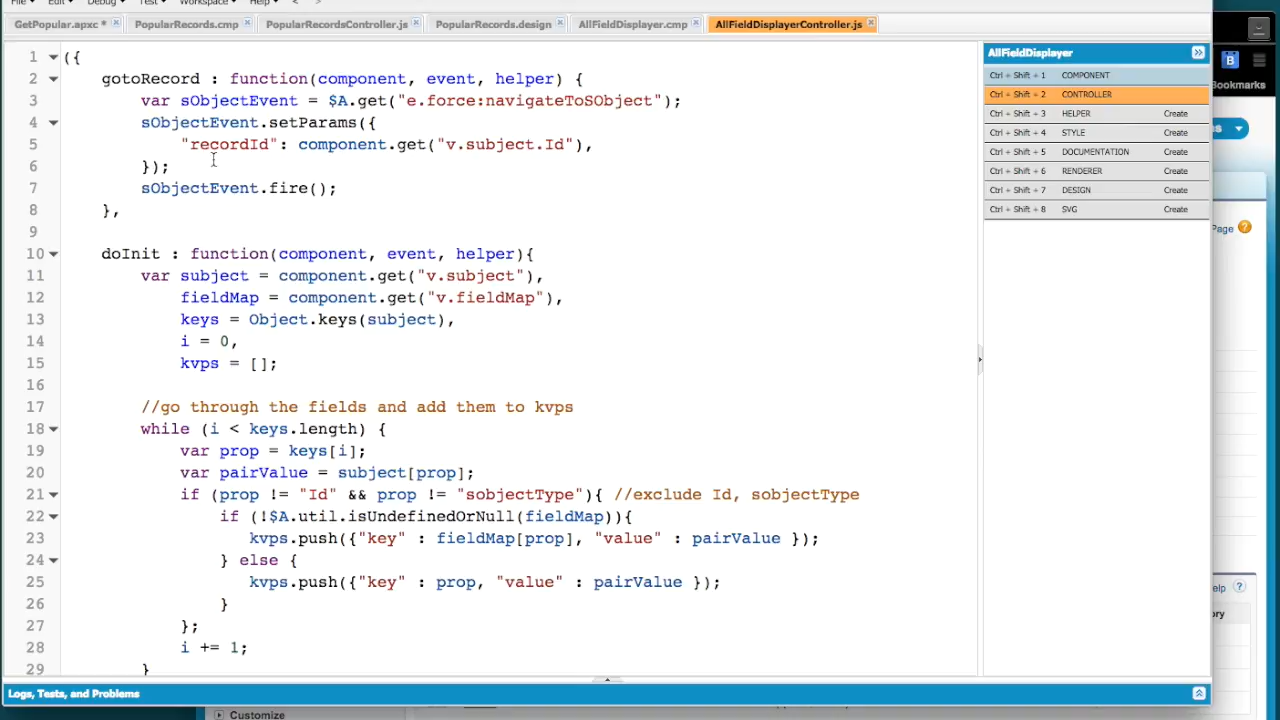 File Edit Debug Test Workspace Help < >
GetPopular.apxc * PopularRecords.cmp PopularRecordsController.js PopularRecords.design AllFieldDisplayer.cmp AllFieldDisplayerController.js
1 ({
2 gotoRecord : function(component, event, helper) {
3 var sObjectEvent = $A.get("e.force:navigateToSObject");
4 sObjectEvent.setParams({
5 "recordId": component.get("v.subject.Id"),
6 });
7 sObjectEvent.fire();
8 },
9
10 doInit : function(component, event, helper){
11 var subject = component.get("v.subject"),
12 fieldMap = component.get("v.fieldMap"),
13 keys = Object.keys(subject),
14 i = 0,
15 kvps = [];
16
17 //go through the fields and add them to kvps
18 while (i < keys.length) {
19 var prop = keys[i];
20 var pairValue = subject[prop];
21 if (prop != "Id" && prop != "sobjectType"){ //exclude Id, sobjectType
22 if (!$A.util.isUndefinedOrNull(fieldMap)){
23 kvps.push({"key" : fieldMap[prop], "value" : pairValue });
24 } else {
25 kvps.push({"key" : prop, "value" : pairValue });
26 }
27 };
28 i += 1;
29 }
AllFieldDisplayer
Ctrl + Shift + 1 COMPONENT
Ctrl + Shift + 2 CONTROLLER
Ctrl + Shift + 3 HELPER Create
Ctrl + Shift + 4 STYLE Create
Ctrl + Shift + 5 DOCUMENTATION Create
Ctrl + Shift + 6 RENDERER Create
Ctrl + Shift + 7 DESIGN Create
Ctrl + Shift + 8 SVG Create
B
ookmarks
s
Page ?
elp ?
ory
Logs, Tests, and Problems
Customize